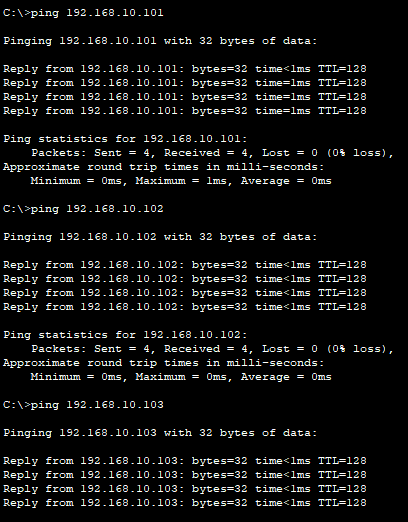 C:\>ping 192.168.10.101
Pinging 192.168.10.101 with 32 bytes of data:
Reply from 192.168.10.101: bytes=32 time<1ms TTL=128
Reply from 192.168.10.101: bytes=32 time=1ms TTL=128
Reply from 192.168.10.101: bytes=32 time<1ms TTL=128
Reply from 192.168.10.101: bytes=32 time=1ms TTL=128
Ping statistics for 192.168.10.101:
Packets: Sent = 4, Received = 4, Lost = 0 (0% loss),
Approximate round trip times in milli-seconds:
Minimum = 0ms, Maximum = 1ms, Average = 0ms
C:\>ping 192.168.10.102
Pinging 192.168.10.102 with 32 bytes of data:
Reply from 192.168.10.102: bytes=32 time<1ms TTL=128
Reply from 192.168.10.102: bytes=32 time<1ms TTL=128
Reply from 192.168.10.102: bytes=32 time<1ms TTL=128
Reply from 192.168.10.102: bytes=32 time<1ms TTL=128
Ping statistics for 192.168.10.102:
Packets: Sent = 4, Received = 4, Lost = 0 (0% loss),
Approximate round trip times in milli-seconds:
Minimum = 0ms, Maximum = 0ms, Average = 0ms
C:\>ping 192.168.10.103
Pinging 192.168.10.103 with 32 bytes of data:
Reply from 192.168.10.103: bytes=32 time<1ms TTL=128
Reply from 192.168.10.103: bytes=32 time<1ms TTL=128
Reply from 192.168.10.103: bytes=32 time<1ms TTL=128
Reply from 192.168.10.103: bytes=32 time<1ms TTL=128